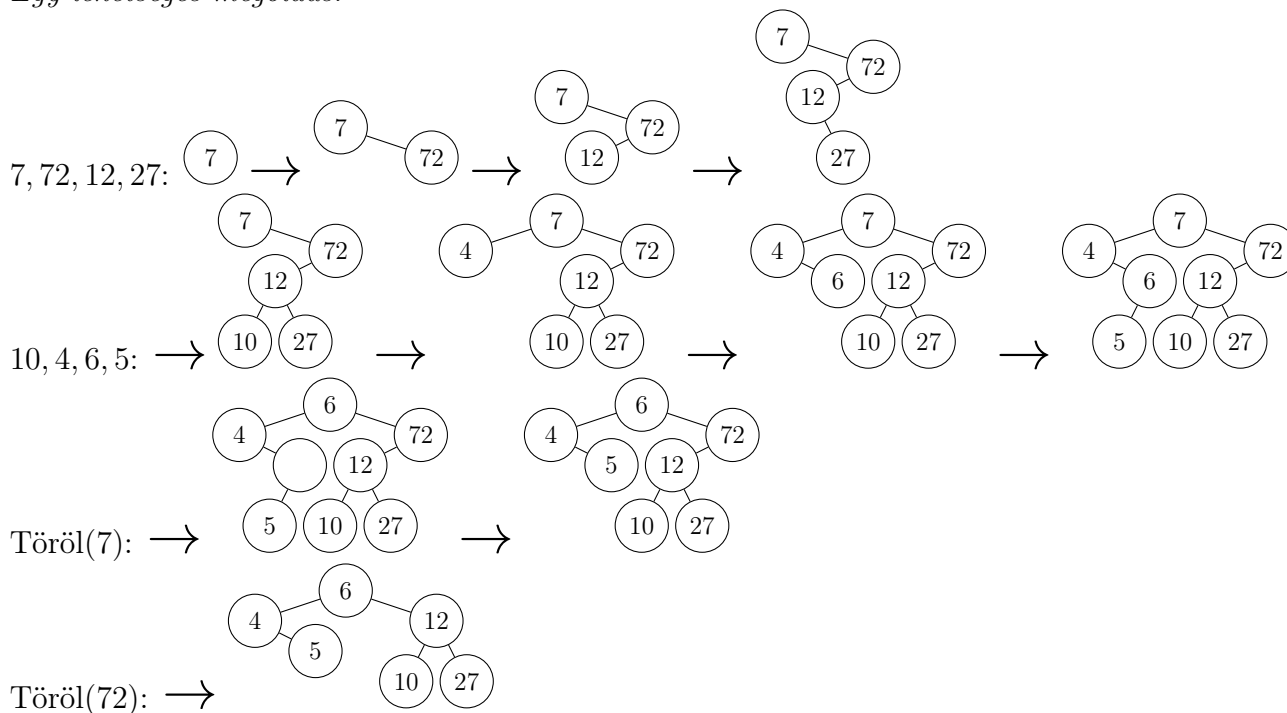 Egy lehetséges megoldás:
7, 72, 12, 27: 7 → 7 72 → 7 72 12 → 7 72 12 27
10, 4, 6, 5: → 7 72 12 10 27 → 7 4 72 12 10 27 → 7 4 72 6 12 10 27 → 7 4 72 6 12 5 10 27
Töröl(7): → 6 4 72 12 5 10 27 → 6 4 72 5 12 10 27
Töröl(72): → 6 4 12 5 10 27